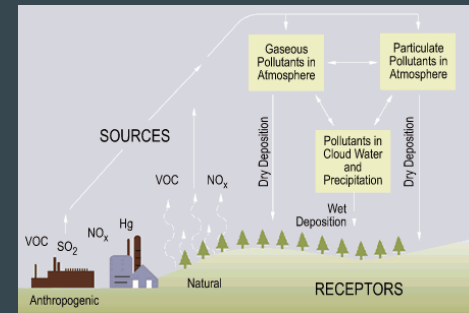 Gaseous
Pollutants in
Atmosphere
Particulate
Pollutants in
Atmosphere
SOURCES
Dry Deposition
Pollutants in
Cloud Water
and
Precipitation
Dry Deposition
VOC
NOx
Wet
Deposition
VOC
SO2
NOx
Hg
Natural
Anthropogenic
RECEPTORS